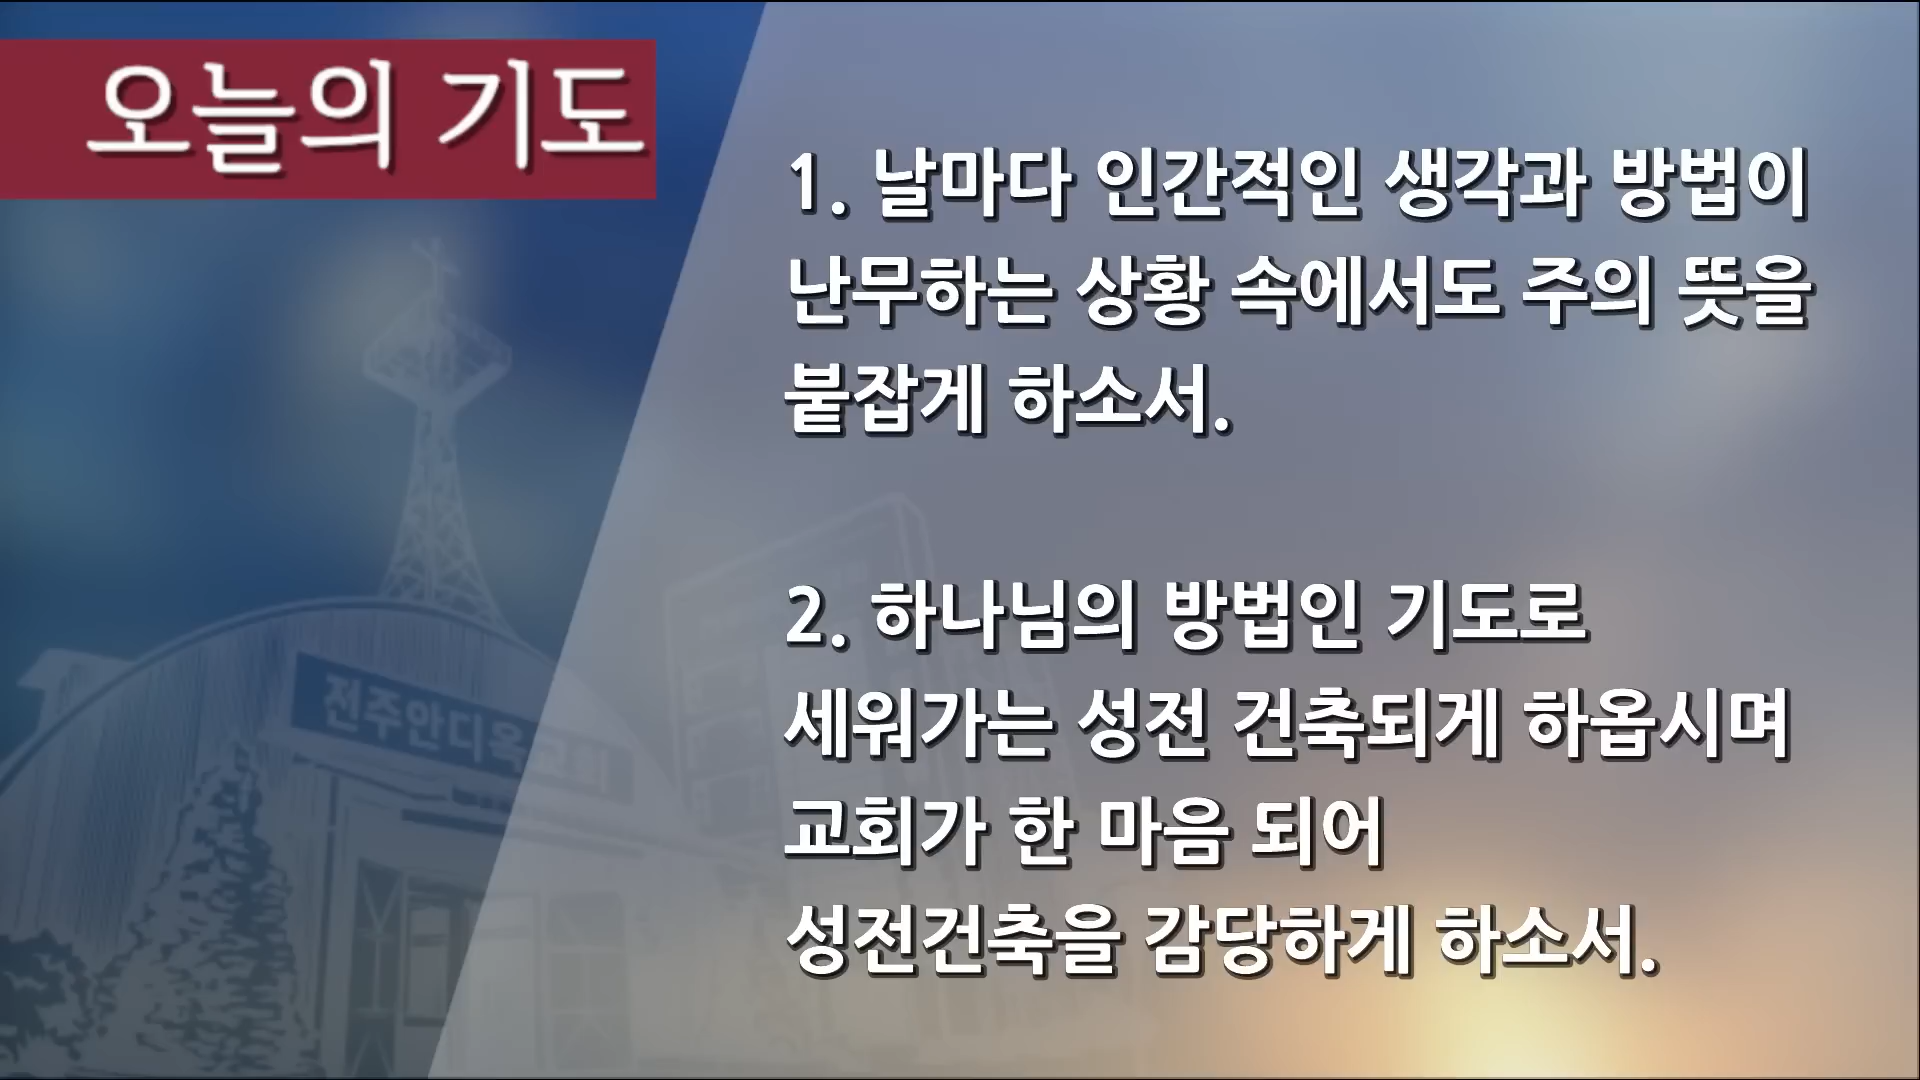 오늘의 기도
1. 날마다 인간적인 생각과 방법이
난무하는 상황 속에서도 주의 뜻을
붙잡게 하소서.
2. 하나님의 방법인 기도로
세워가는 성전 건축되게 하옵시며
교회가 한 마음 되어
성전건축을 감당하게 하소서.
전주안디옥교회